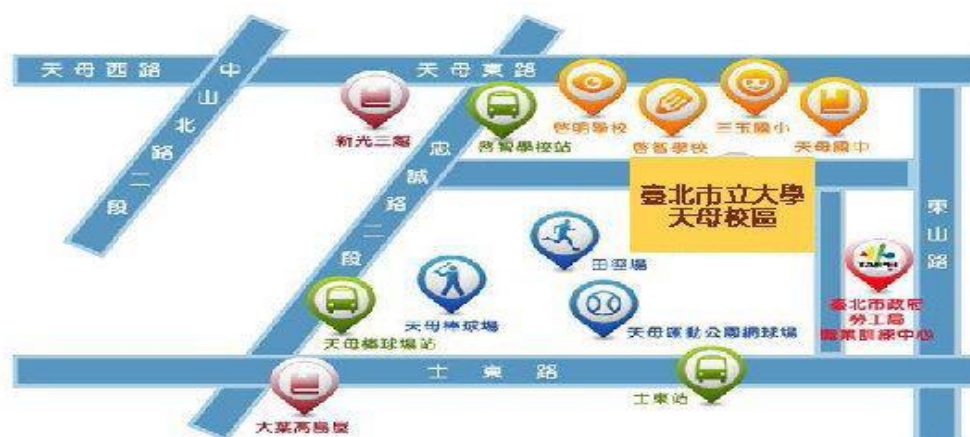 天母西路
中山北路二段
天母東路
忠誠路二段
東山路
新光三越
啓智學校站
啓明學校
啓智學校
三玉國小
天母國中
臺北市立大學
天母校區
田徑場
天母棒球場
天母運動公園網球場
臺北市政府
勞工局
職業訓練中心
天母棒球場站
士東路
士東站
大葉高島屋